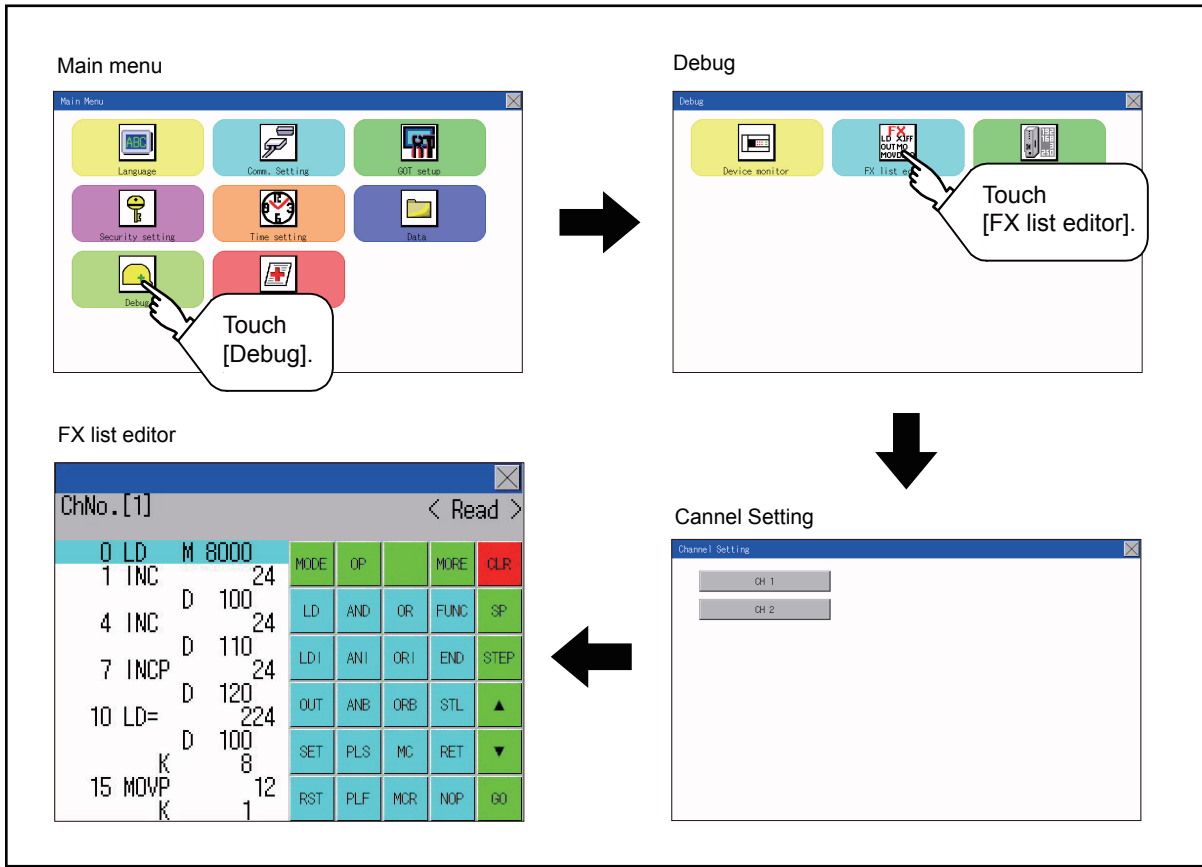 Main menu
Main Menu
ABC
Language
Comm. Setting
GOT setup
Security setting
Time setting
Data
Debug
Touch
[Debug].
Debug
Debug
Device monitor
FX
FX list ed
Touch
[FX list editor].
Cannel Setting
Channel Setting
CH 1
CH 2
FX list editor
ChNo.[1] < Read >
0 LD M 8000
1 INC 24
D 100
4 INC 24
D 110
7 INCP 24
D 120
10 LD= 224
D 100
K 8
15 MOVP 12
K 1
MODE OP MORE CLR
LD AND OR FUNC SP
LDI ANI ORI END STEP
OUT ANB ORB STL ▲
SET PLS MC RET ▼
RST PLF MCR NOP GO